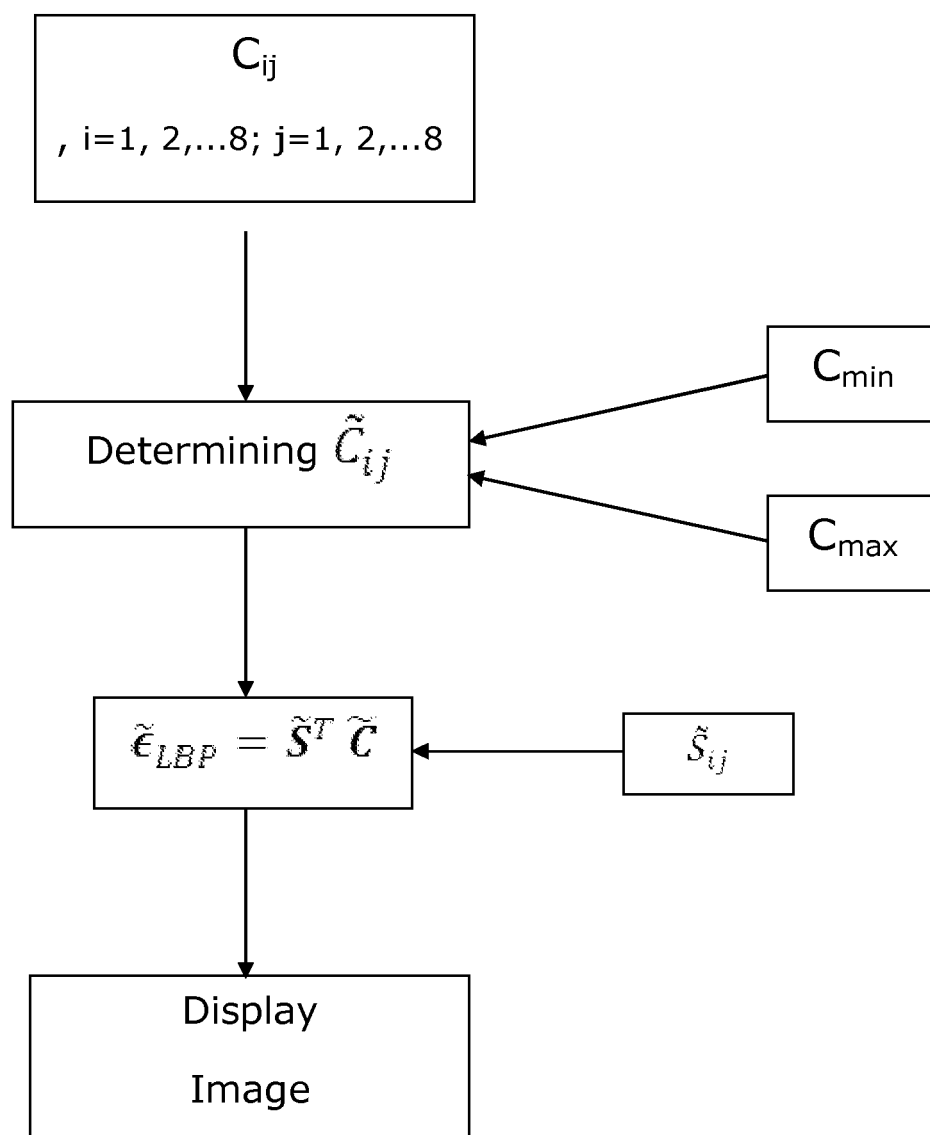 C_ij
, i=1, 2,...8; j=1, 2,...8
C_min
Determining C̃_ij
C_max
ϵ̃_LBP = S̃^T C̃
S̃_ij
Display
Image